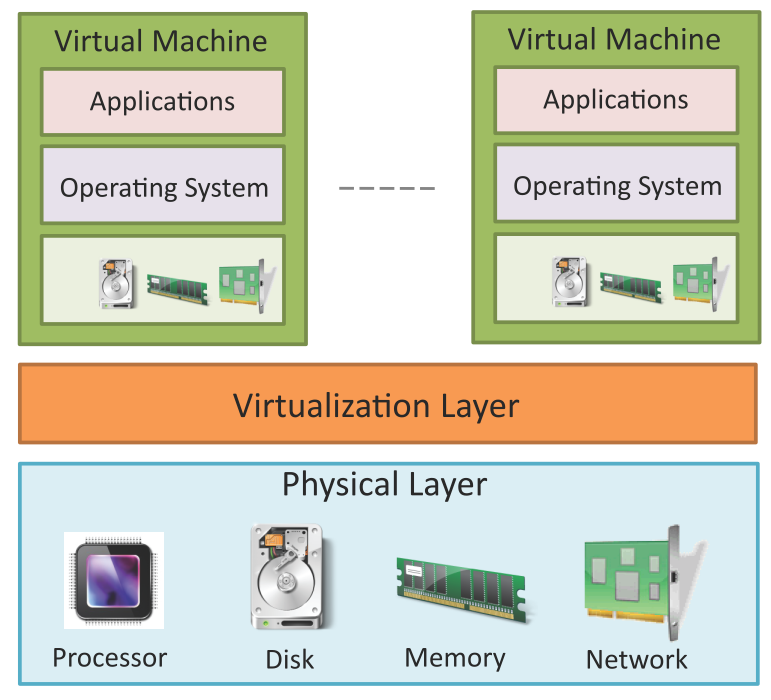 Virtual Machine
Applications
Operating System
Virtual Machine
Applications
Operating System
Virtualization Layer
Physical Layer
Processor
Disk
Memory
Network